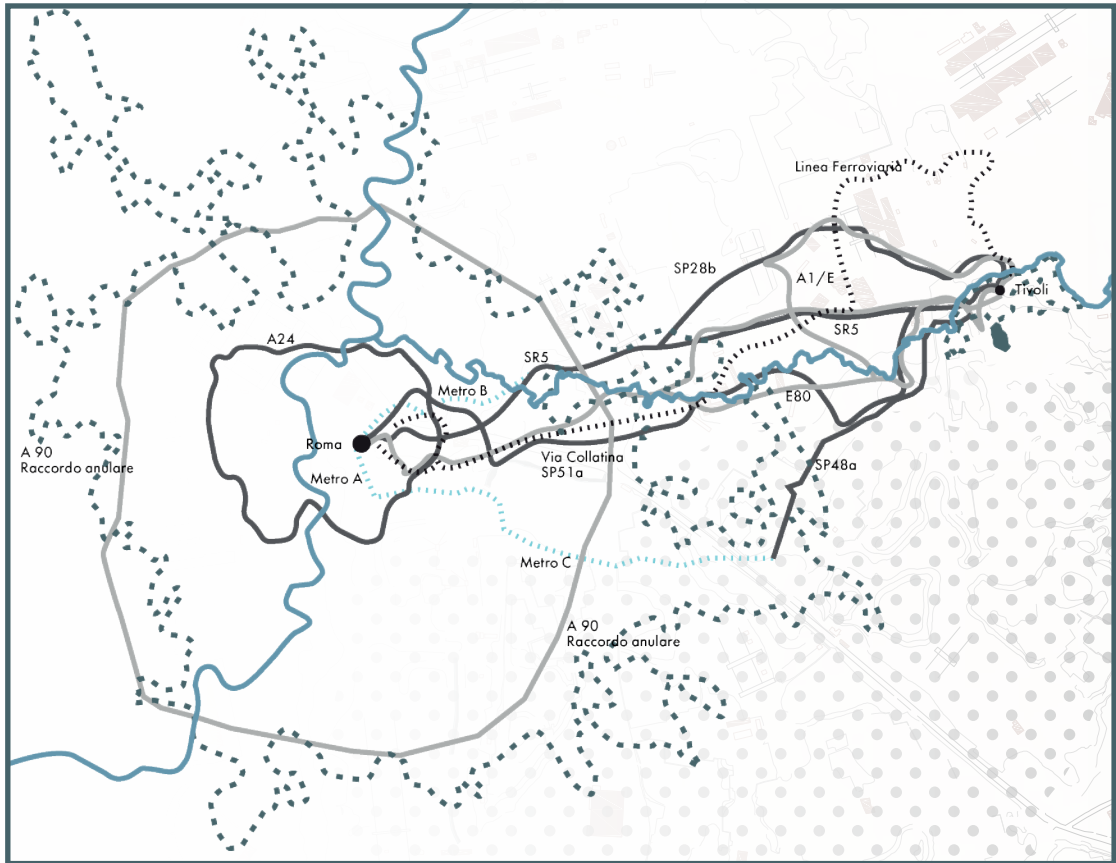 Linea Ferroviaria
SP28b
A1/E
Tivoli
SR5
A24
SR5
Metro B
E80
Roma
A 90
Raccordo anulare
Via Collatina
SP51a
SP48a
Metro A
Metro C
A 90
Raccordo anulare